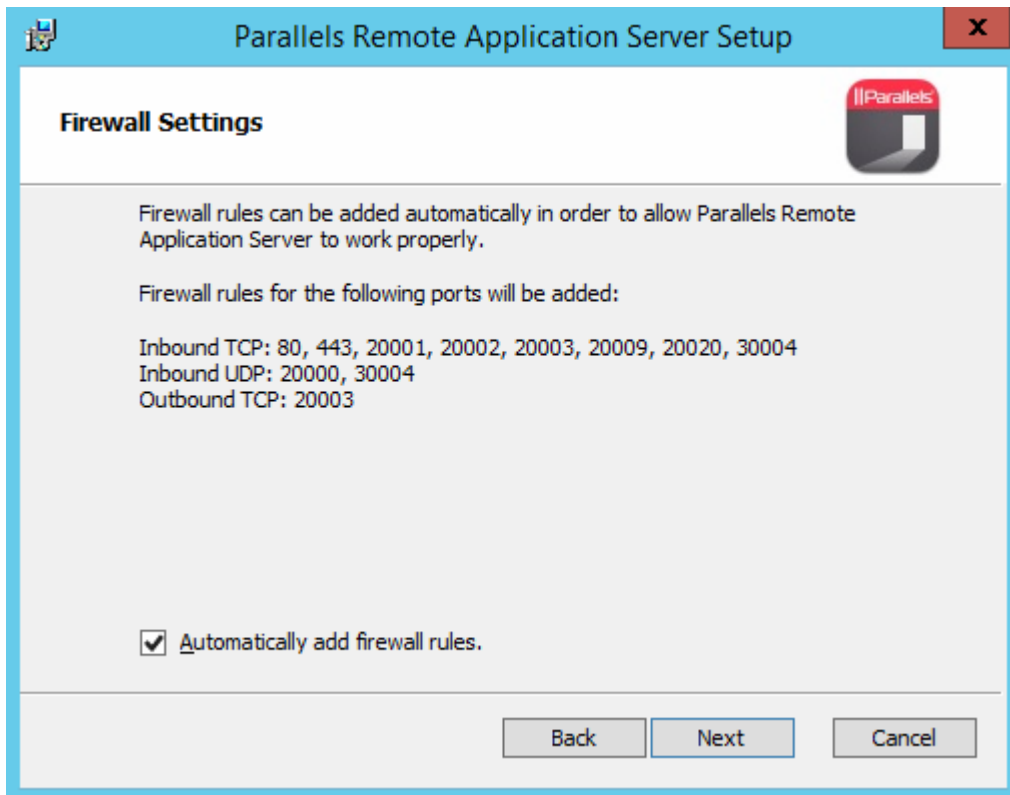 Parallels Remote Application Server Setup
x
Firewall Settings
||Parallels®
Firewall rules can be added automatically in order to allow Parallels Remote
Application Server to work properly.
Firewall rules for the following ports will be added:
Inbound TCP: 80, 443, 20001, 20002, 20003, 20009, 20020, 30004
Inbound UDP: 20000, 30004
Outbound TCP: 20003
Automatically add firewall rules.
Back Next Cancel